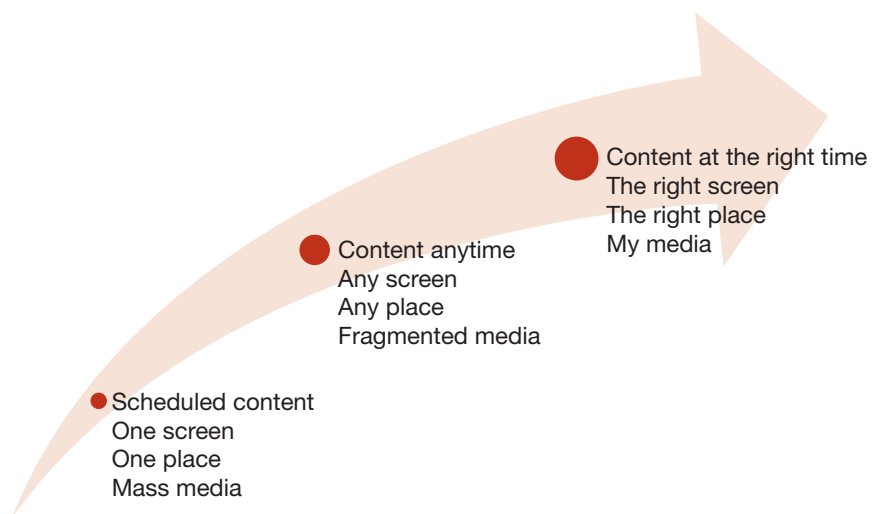 Content at the right time
The right screen
The right place
My media
Content anytime
Any screen
Any place
Fragmented media
Scheduled content
One screen
One place
Mass media